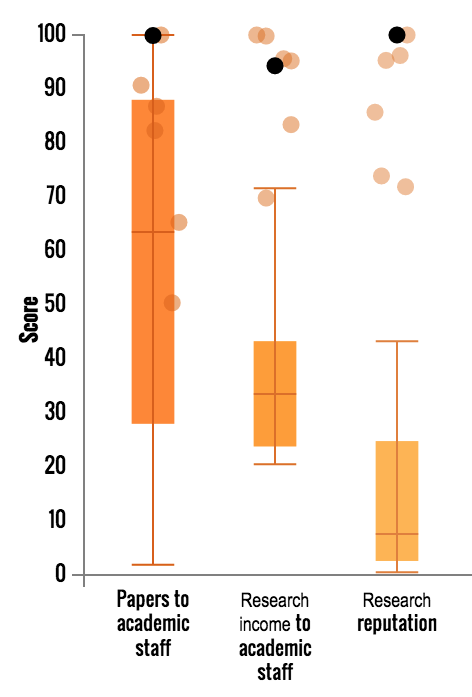 100
90
80
70
60
50
40
30
20
10
0
Score
Papers to
academic
staff
Research
income to
academic
staff
Research
reputation